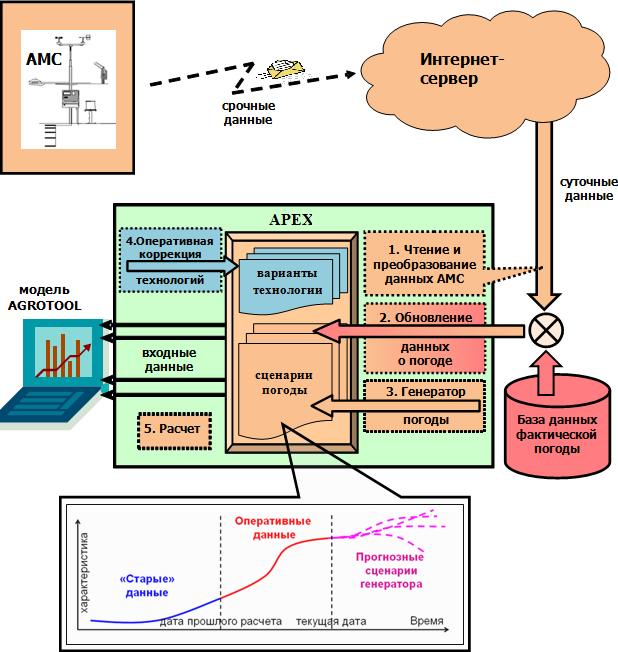 АМС
срочные
данные
Интернет-
сервер
суточные
данные
APEX
4.Оперативная
коррекция
технологий
варианты
технологии
1. Чтение и
преобразование
данных АМС
2. Обновление
данных
о погоде
модель
AGROTOOL
входные
данные
сценарии
погоды
3. Генератор
погоды
5. Расчет
База данных
фактической
погоды
характеристика
«Старые»
данные
Оперативные
данные
Прогнозные
сценарии
генератора
дата прошлого расчета
текущая дата
Время